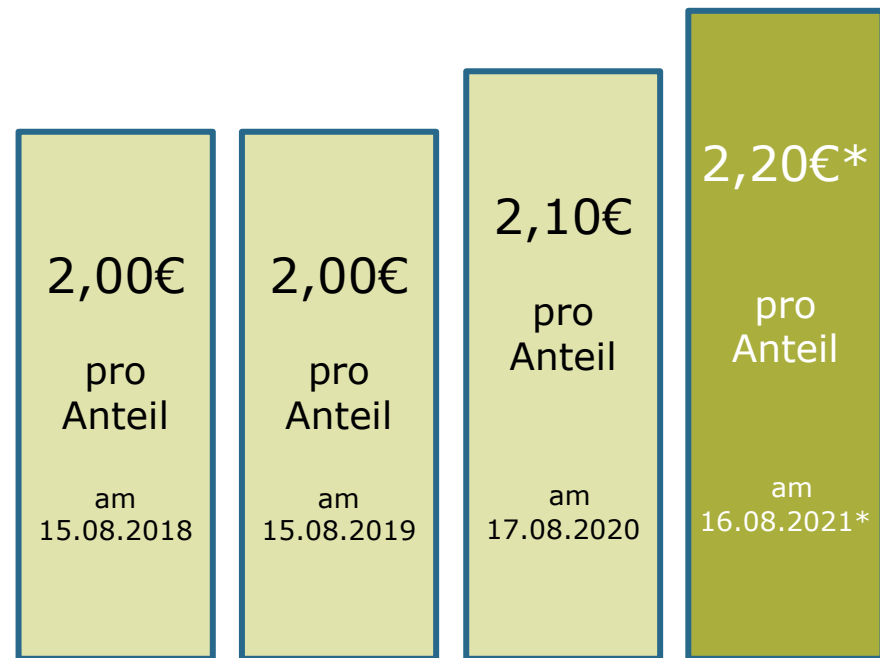 2,00€
pro
Anteil
am
15.08.2018
2,00€
pro
Anteil
am
15.08.2019
2,10€
pro
Anteil
am
17.08.2020
2,20€*
pro
Anteil
am
16.08.2021*